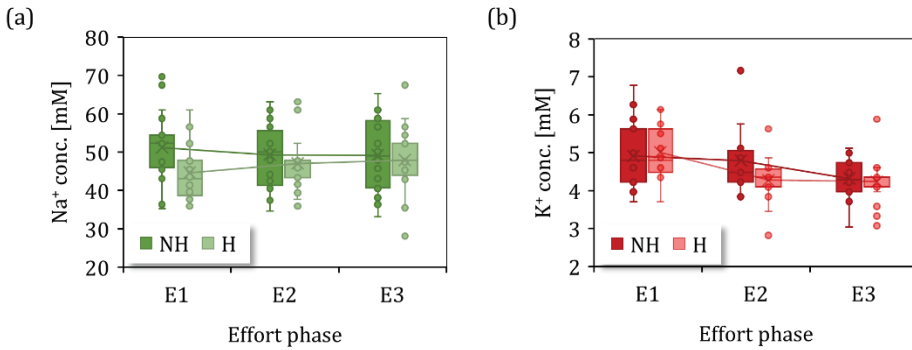 (a)
Na⁺ conc. [mM]
80
70
60
50
40
30
20
NH H
E1 E2 E3
Effort phase
(b)
K⁺ conc. [mM]
8
7
6
5
4
3
2
NH H
E1 E2 E3
Effort phase